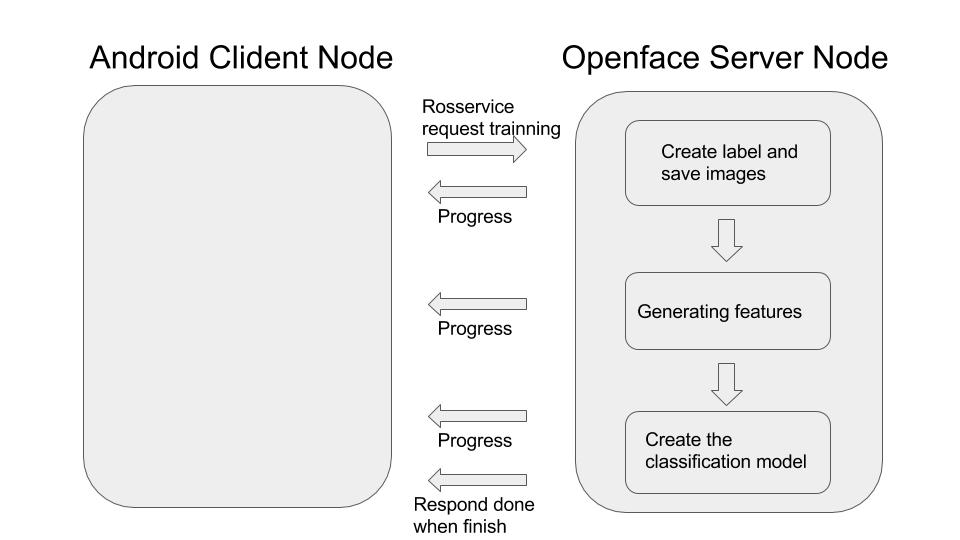 Android Clident Node
Openface Server Node
Rosservice
request trainning
Create label and
save images
Progress
Generating features
Progress
Progress
Create the
classification model
Respond done
when finish